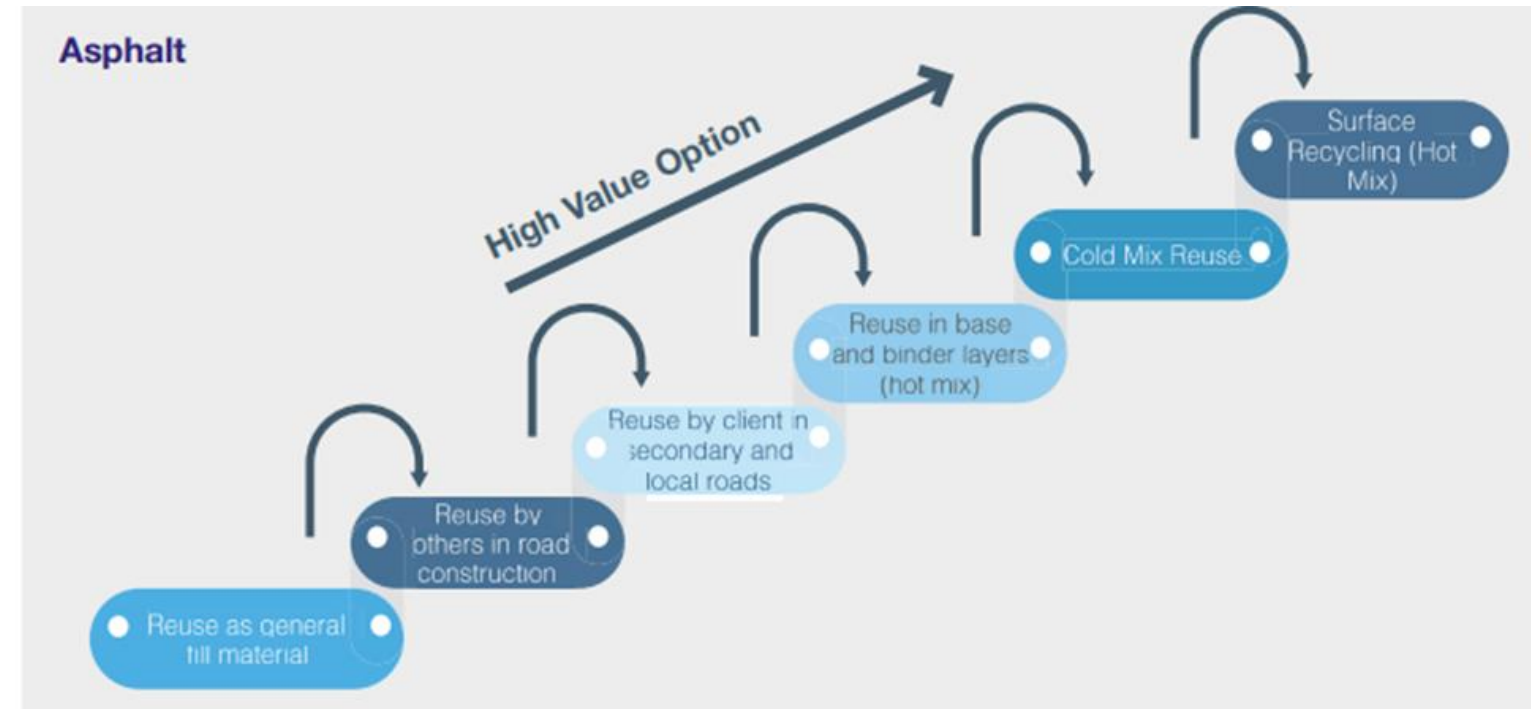 Asphalt
High Value Option
Surface
Recycling (Hot
Mix)
Cold Mix Reuse
Reuse in base
and binder layers
(hot mix)
Reuse by client in
secondary and
local roads
Reuse by
others in road
construction
Reuse as general
fill material